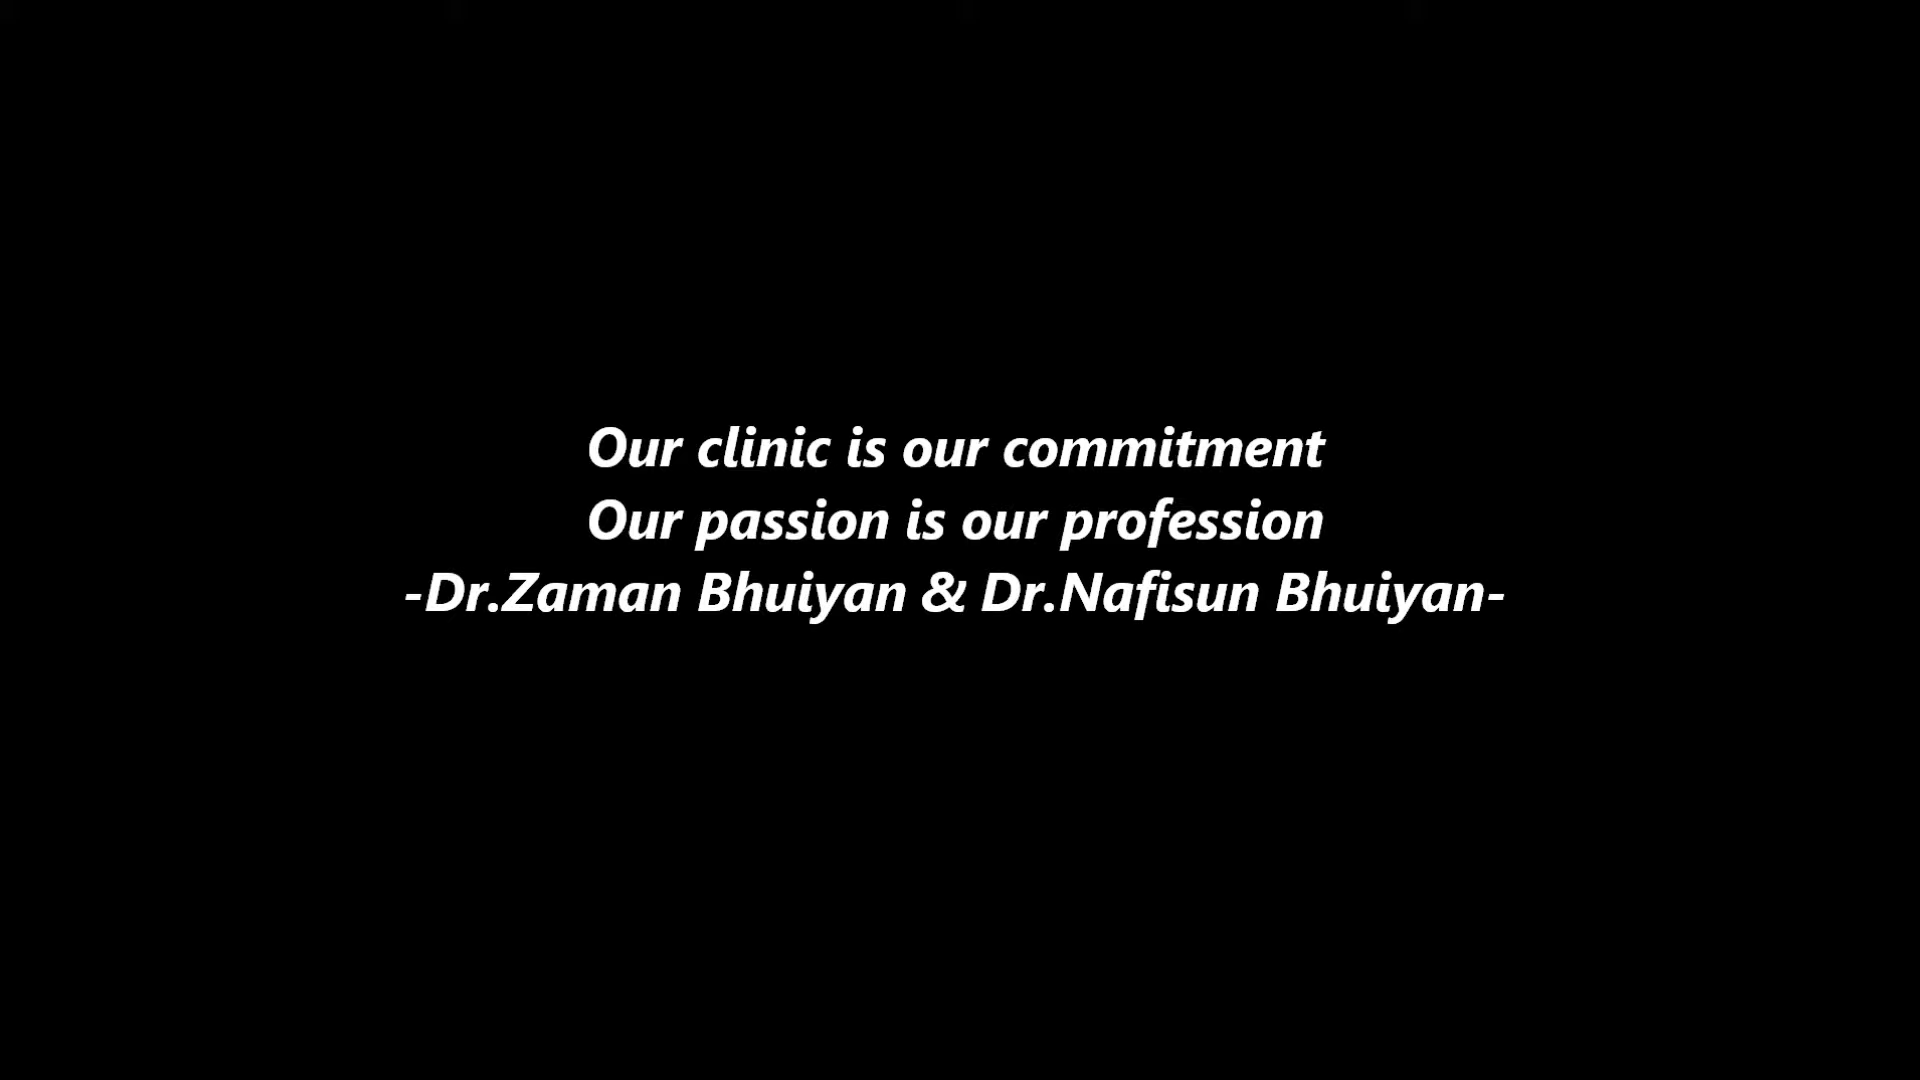 Our clinic is our commitment
Our passion is our profession
-Dr.Zaman Bhuiyan & Dr.Nafisun Bhuiyan-